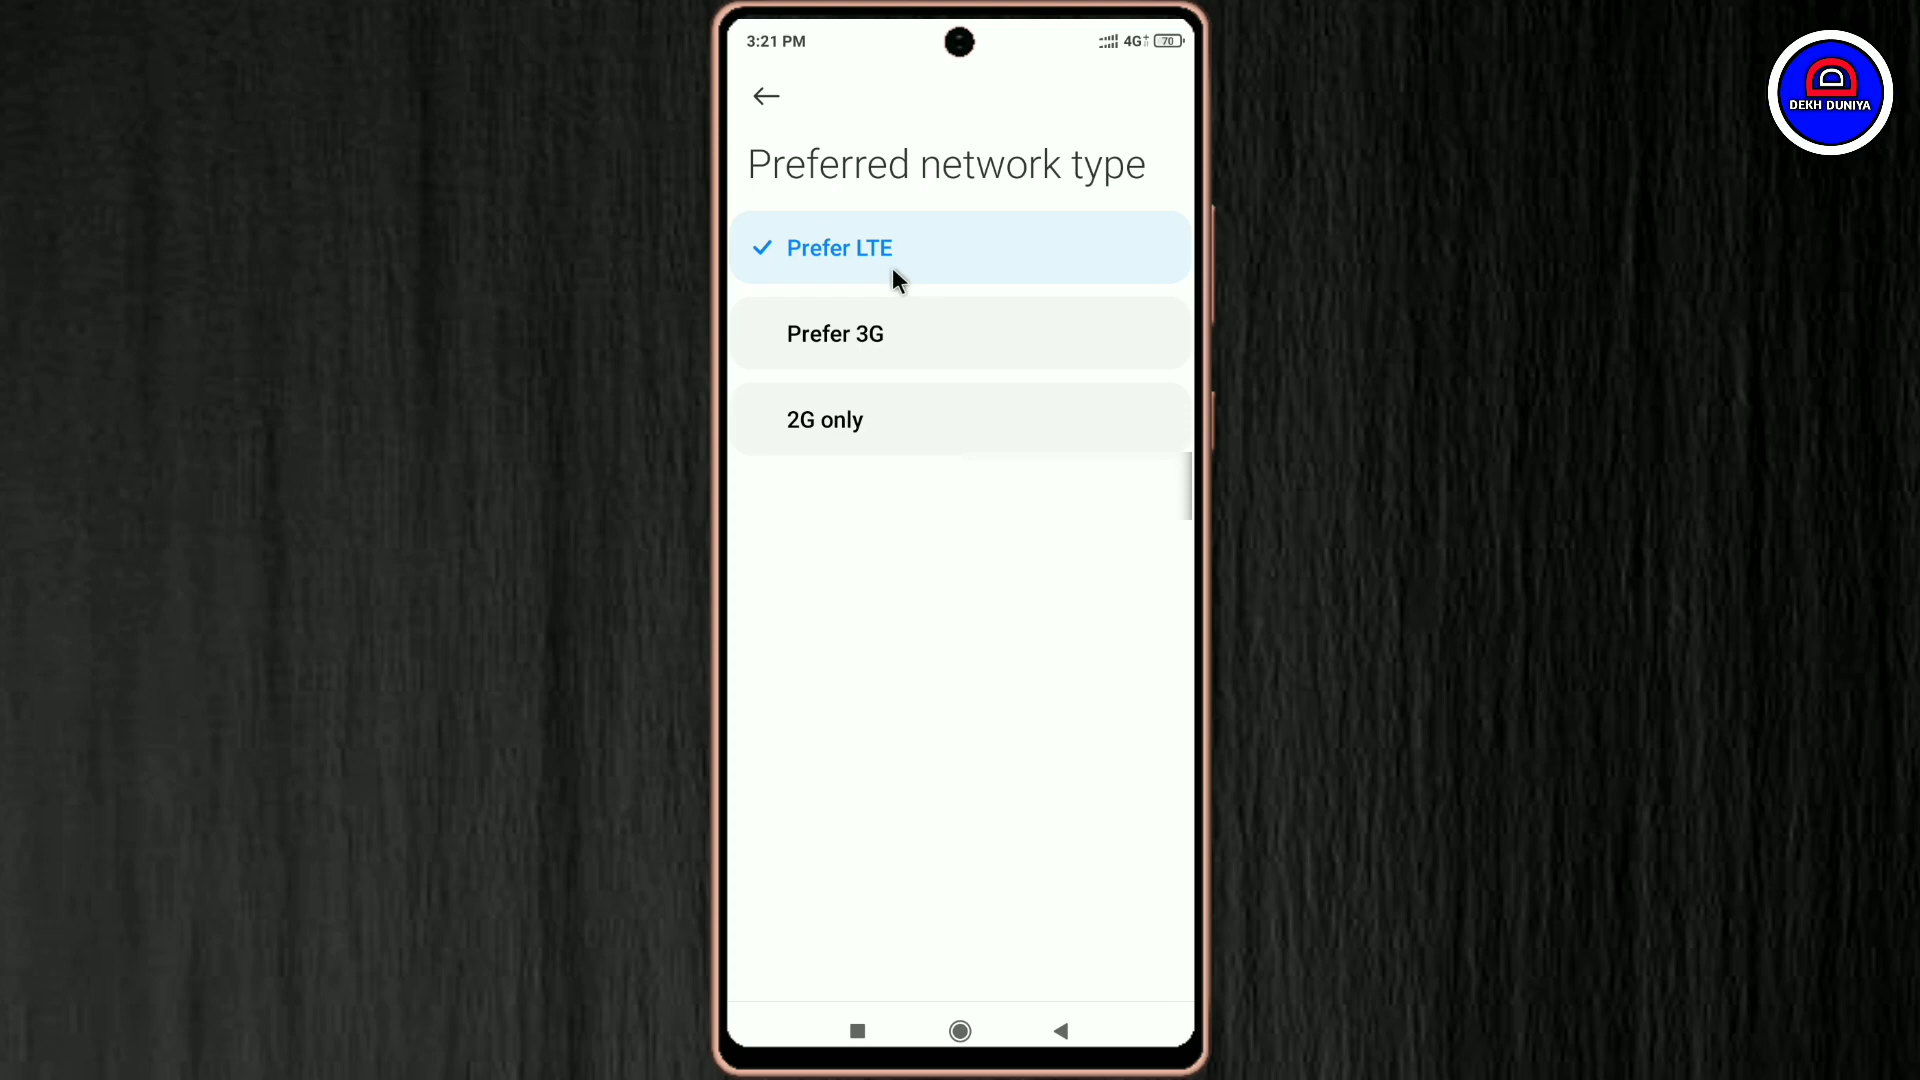 3:21 PM
4G+
70
DEKH DUNIYA
Preferred network type
Prefer LTE
Prefer 3G
2G only